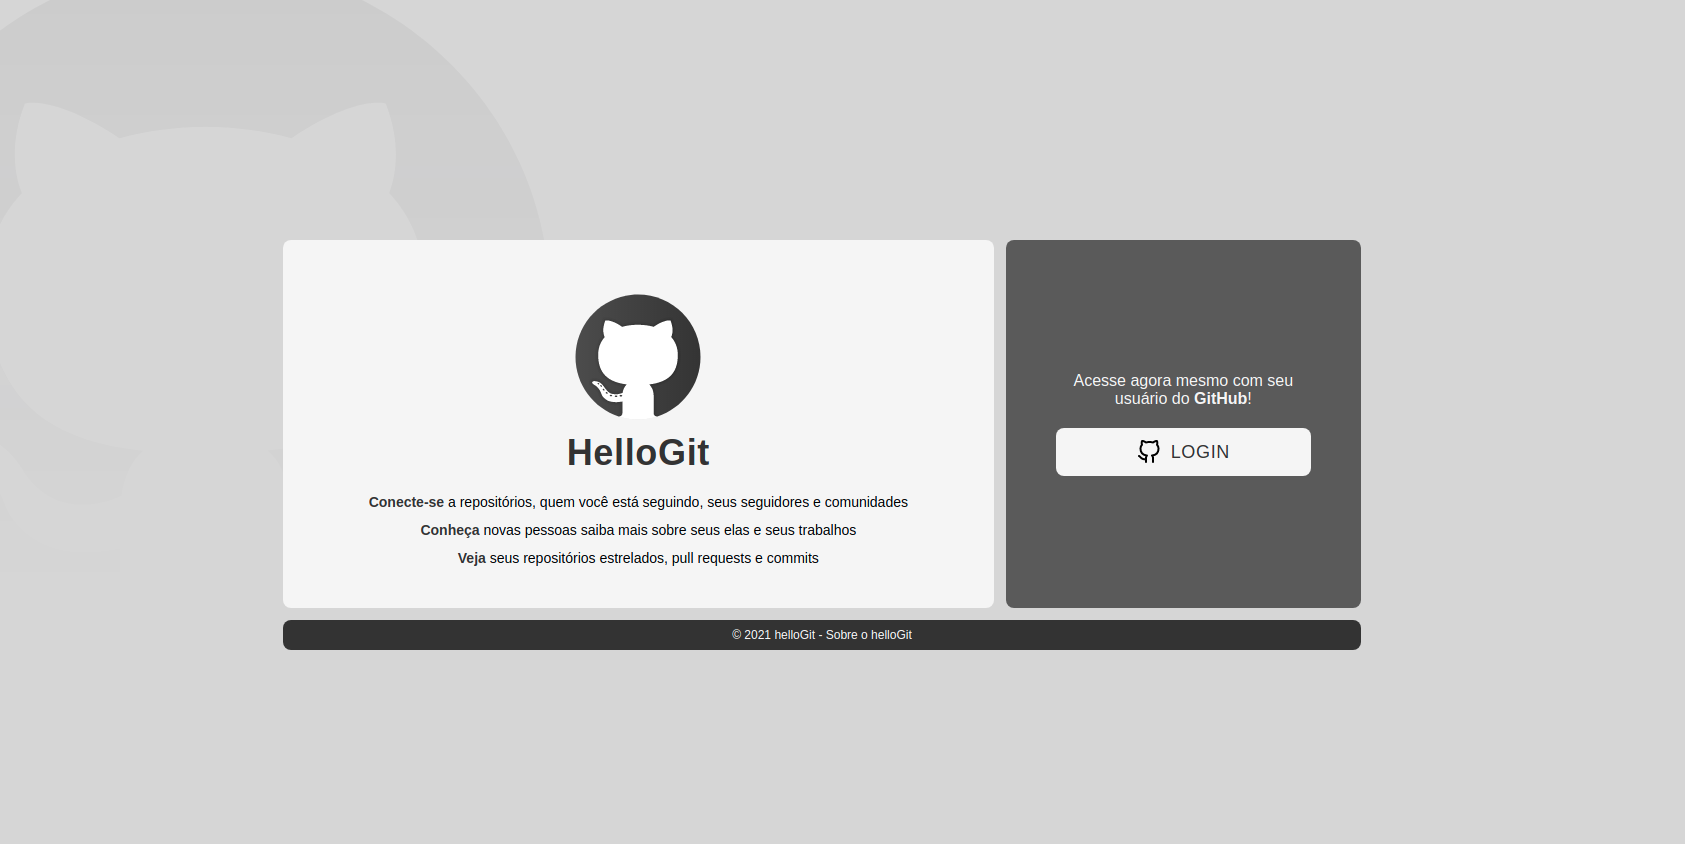 HelloGit
Conecte-se a repositórios, quem você está seguindo, seus seguidores e comunidades
Conheça novas pessoas saiba mais sobre seus elas e seus trabalhos
Veja seus repositórios estrelados, pull requests e commits
Acesse agora mesmo com seu
usuário do GitHub!
LOGIN
© 2021 helloGit - Sobre o helloGit